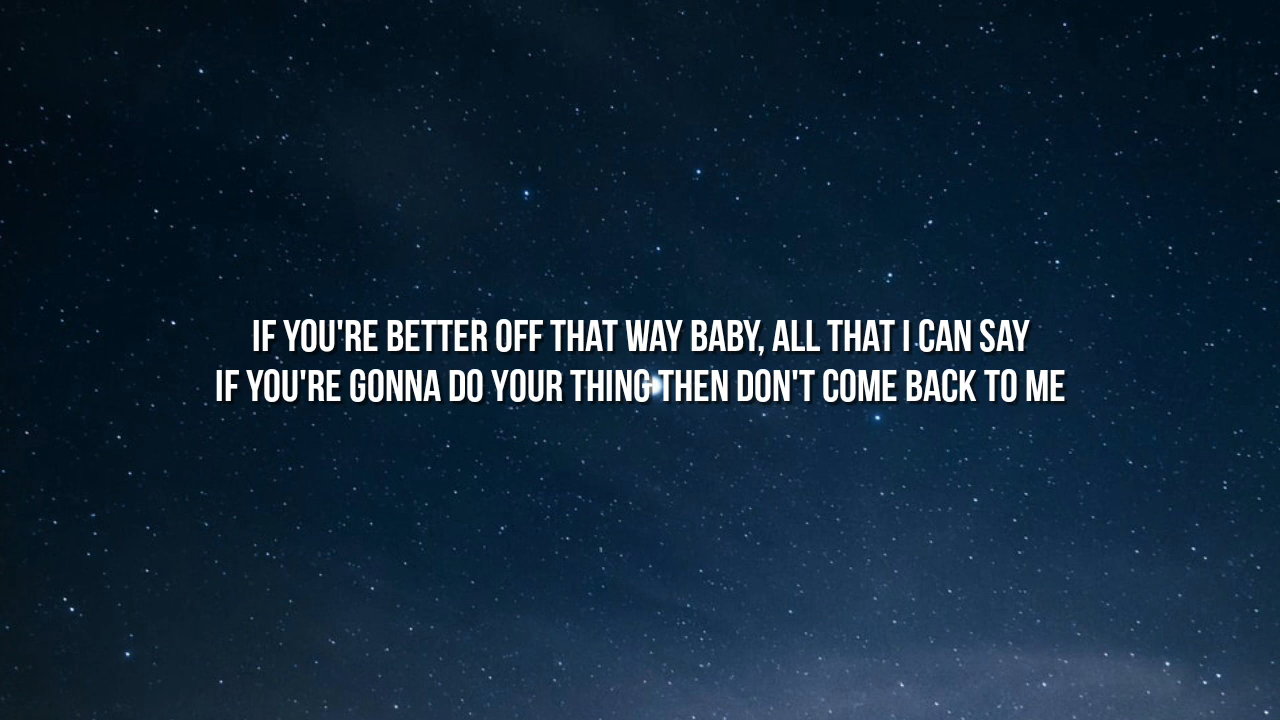 IF YOU'RE BETTER OFF THAT WAY BABY, ALL THAT I CAN SAY
IF YOU'RE GONNA DO YOUR THING THEN DON'T COME BACK TO ME